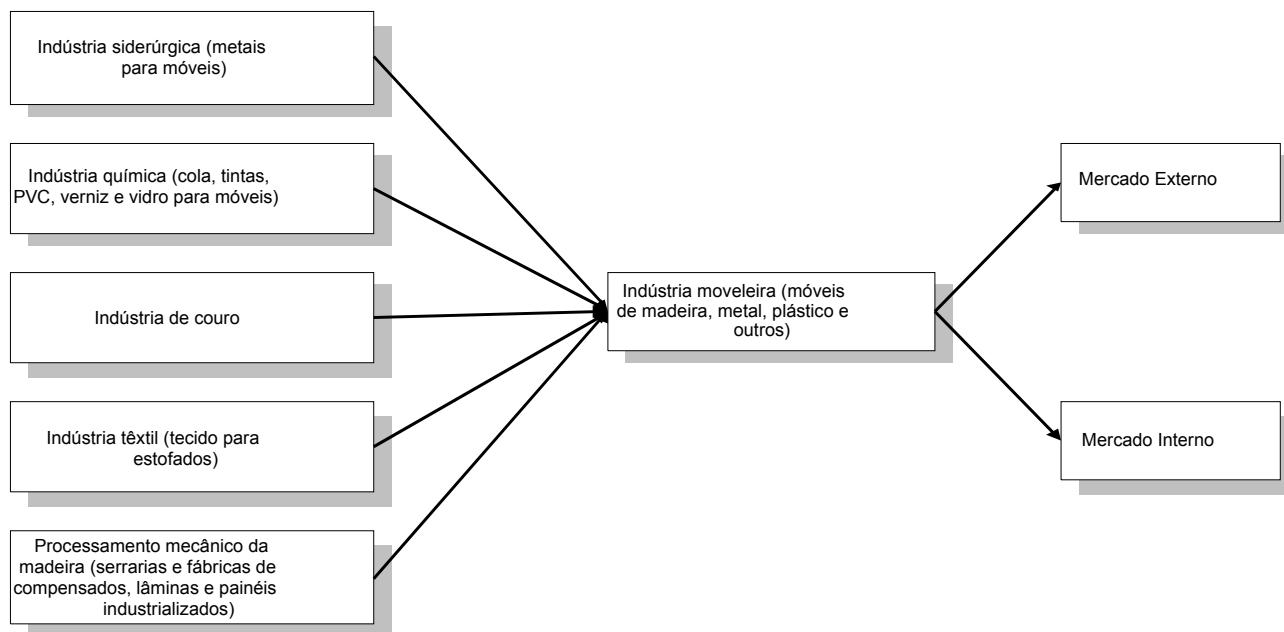 Indústria siderúrgica (metais
para móveis)
Indústria química (cola, tintas,
PVC, verniz e vidro para móveis)
Indústria de couro
Indústria têxtil (tecido para
estofados)
Processamento mecânico da
madeira (serrarias e fábricas de
compensados, lâminas e painéis
industrializados)
Indústria moveleira (móveis
de madeira, metal, plástico e
outros)
Mercado Externo
Mercado Interno